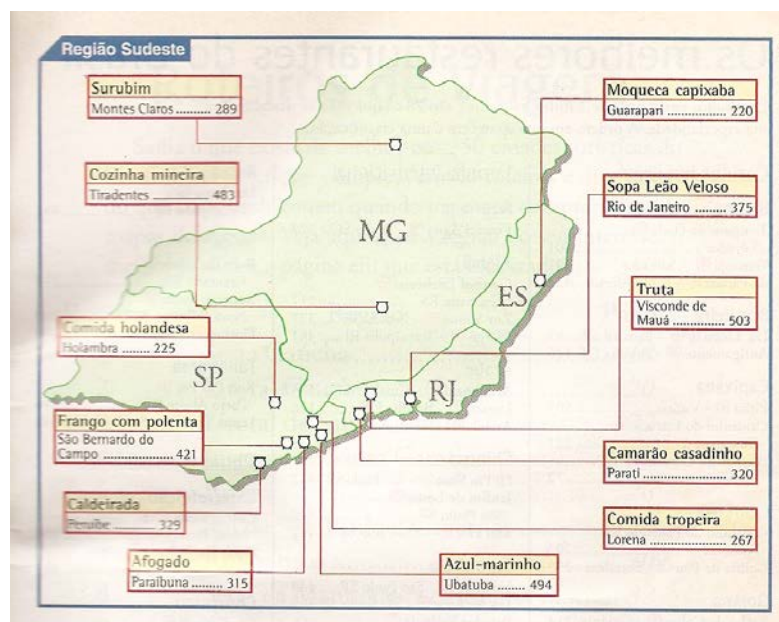 Região Sudeste
Surubim
Montes Claros .......... 289
Cozinha mineira
Tiradentes ............... 483
Comida holandesa
Holambra ........ 225
Frango com polenta
São Bernardo do
Campo .................. 421
Caldeirada
Peruíbe ........... 329
Afogado
Paraibuna ......... 315
Azul-marinho
Ubatuba ........ 494
Moqueca capixaba
Guarapari ............... 220
Sopa Leão Veloso
Rio de Janeiro ......... 375
Truta
Visconde de
Mauá ................ 503
Camarão casadinho
Parati ...................... 320
Comida tropeira
Lorena .................... 267
MG
ES
SP
RJ